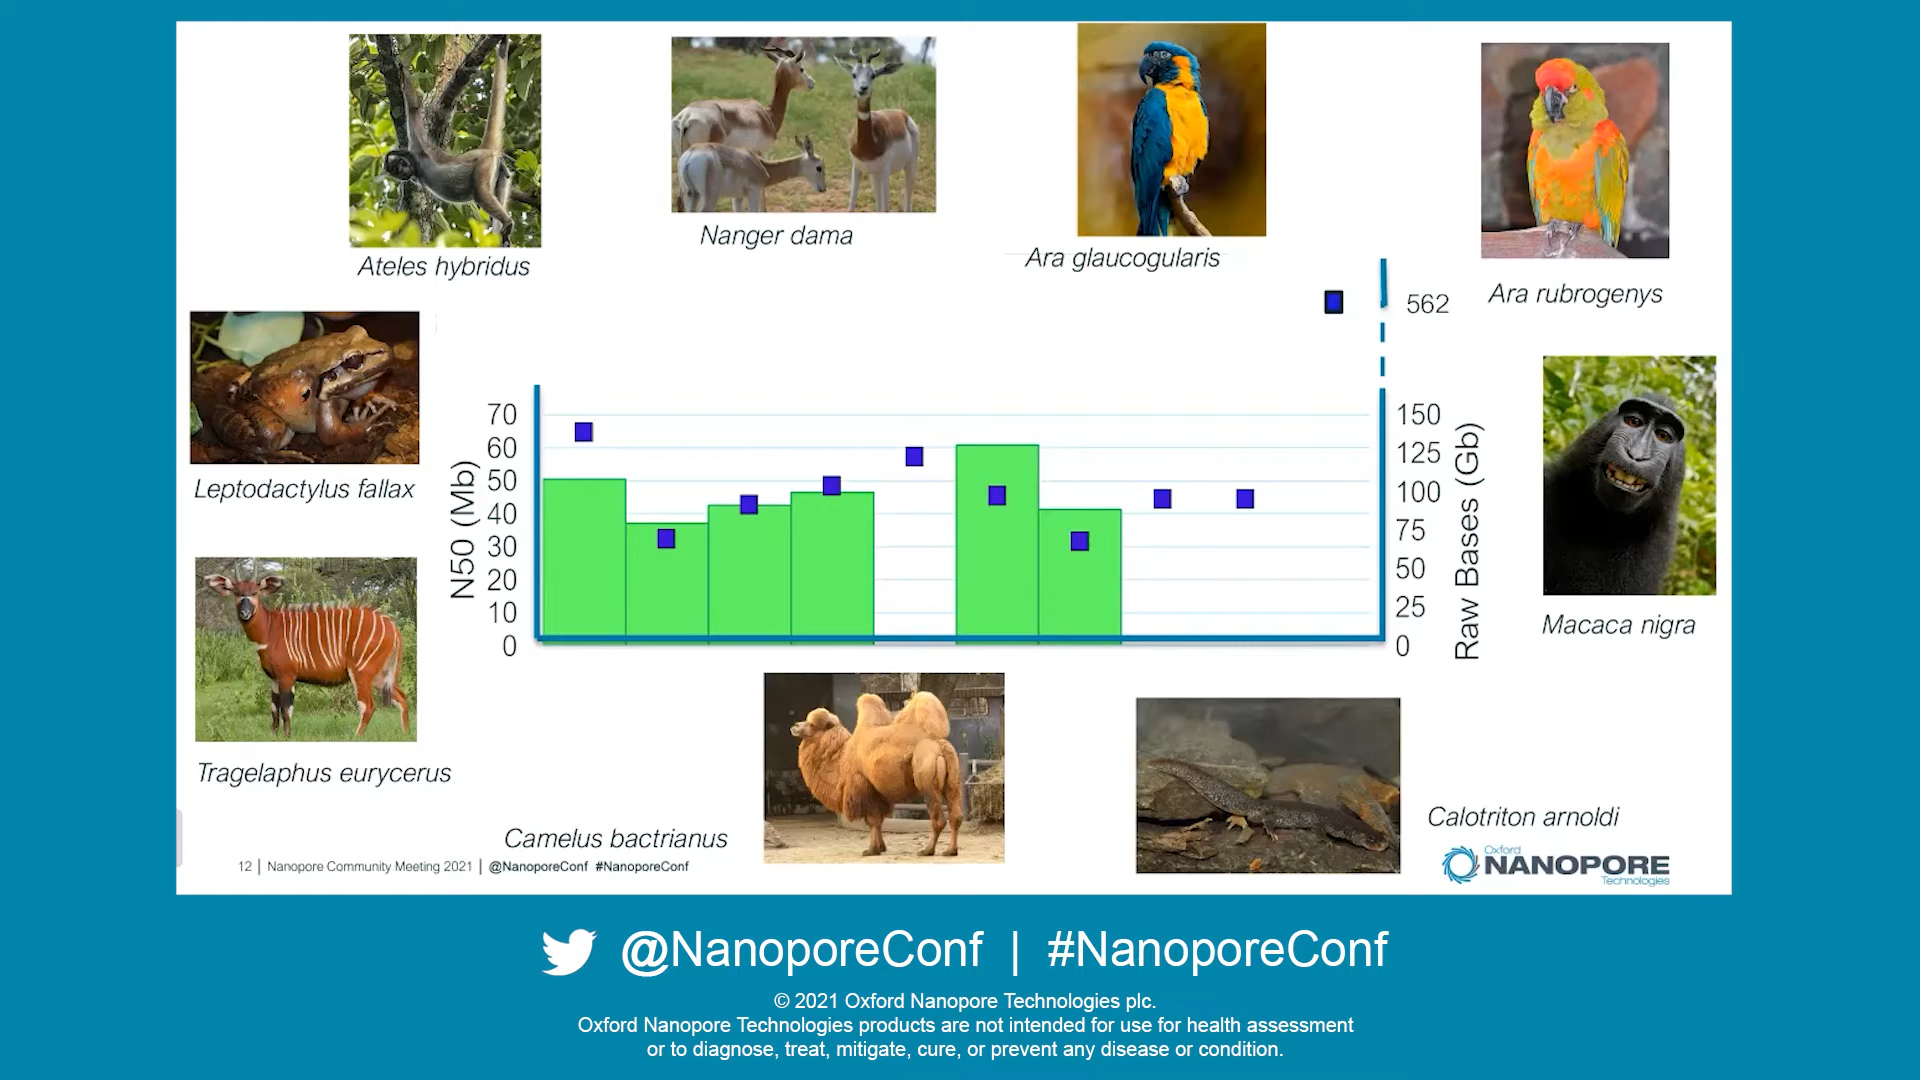 Ateles hybridus
Nanger dama
Ara glaucogularis
Ara rubrogenys
Leptodactylus fallax
Tragelaphus eurycerus
Camelus bactrianus
Calotriton arnoldi
Macaca nigra
562
N50 (Mb)
70
60
50
40
30
20
10
0
150
125
100
75
50
25
0
Raw Bases (Gb)
12 | Nanopore Community Meeting 2021 | @NanoporeConf #NanoporeConf
Oxford
NANOPORE
Technologies
@NanoporeConf | #NanoporeConf
© 2021 Oxford Nanopore Technologies plc.
Oxford Nanopore Technologies products are not intended for use for health assessment
or to diagnose, treat, mitigate, cure, or prevent any disease or condition.